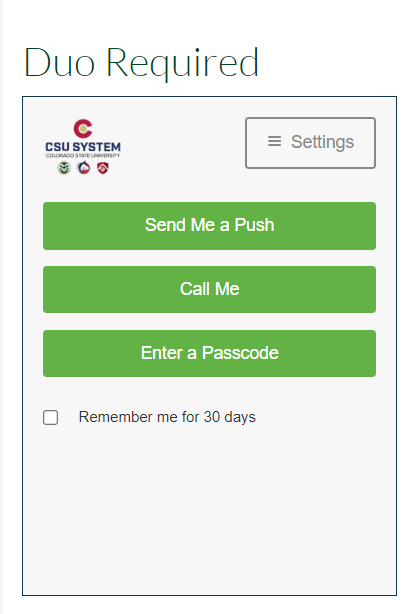 Duo Required
CSU SYSTEM
COLORADO STATE UNIVERSITY
Settings
Send Me a Push
Call Me
Enter a Passcode
Remember me for 30 days